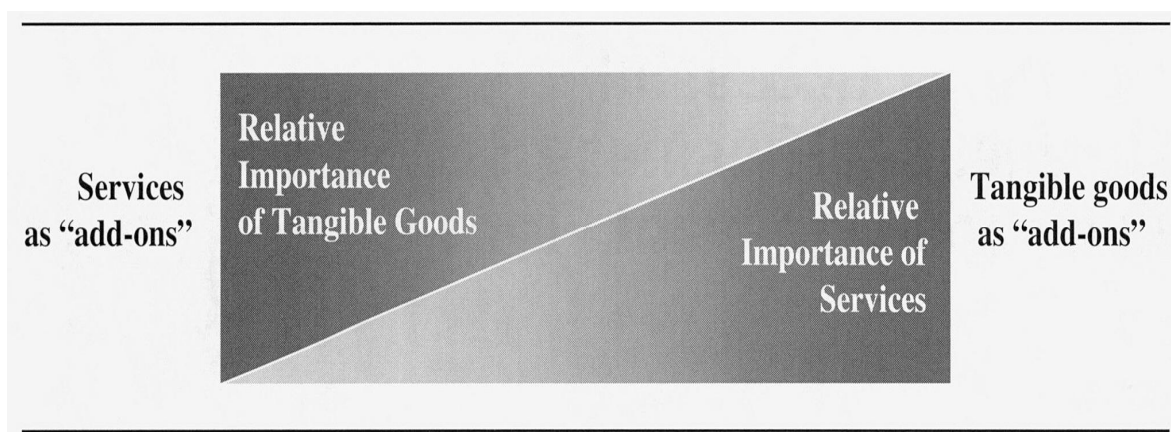 Services
as “add-ons”
Relative
Importance
of Tangible Goods
Relative
Importance of
Services
Tangible goods
as “add-ons”